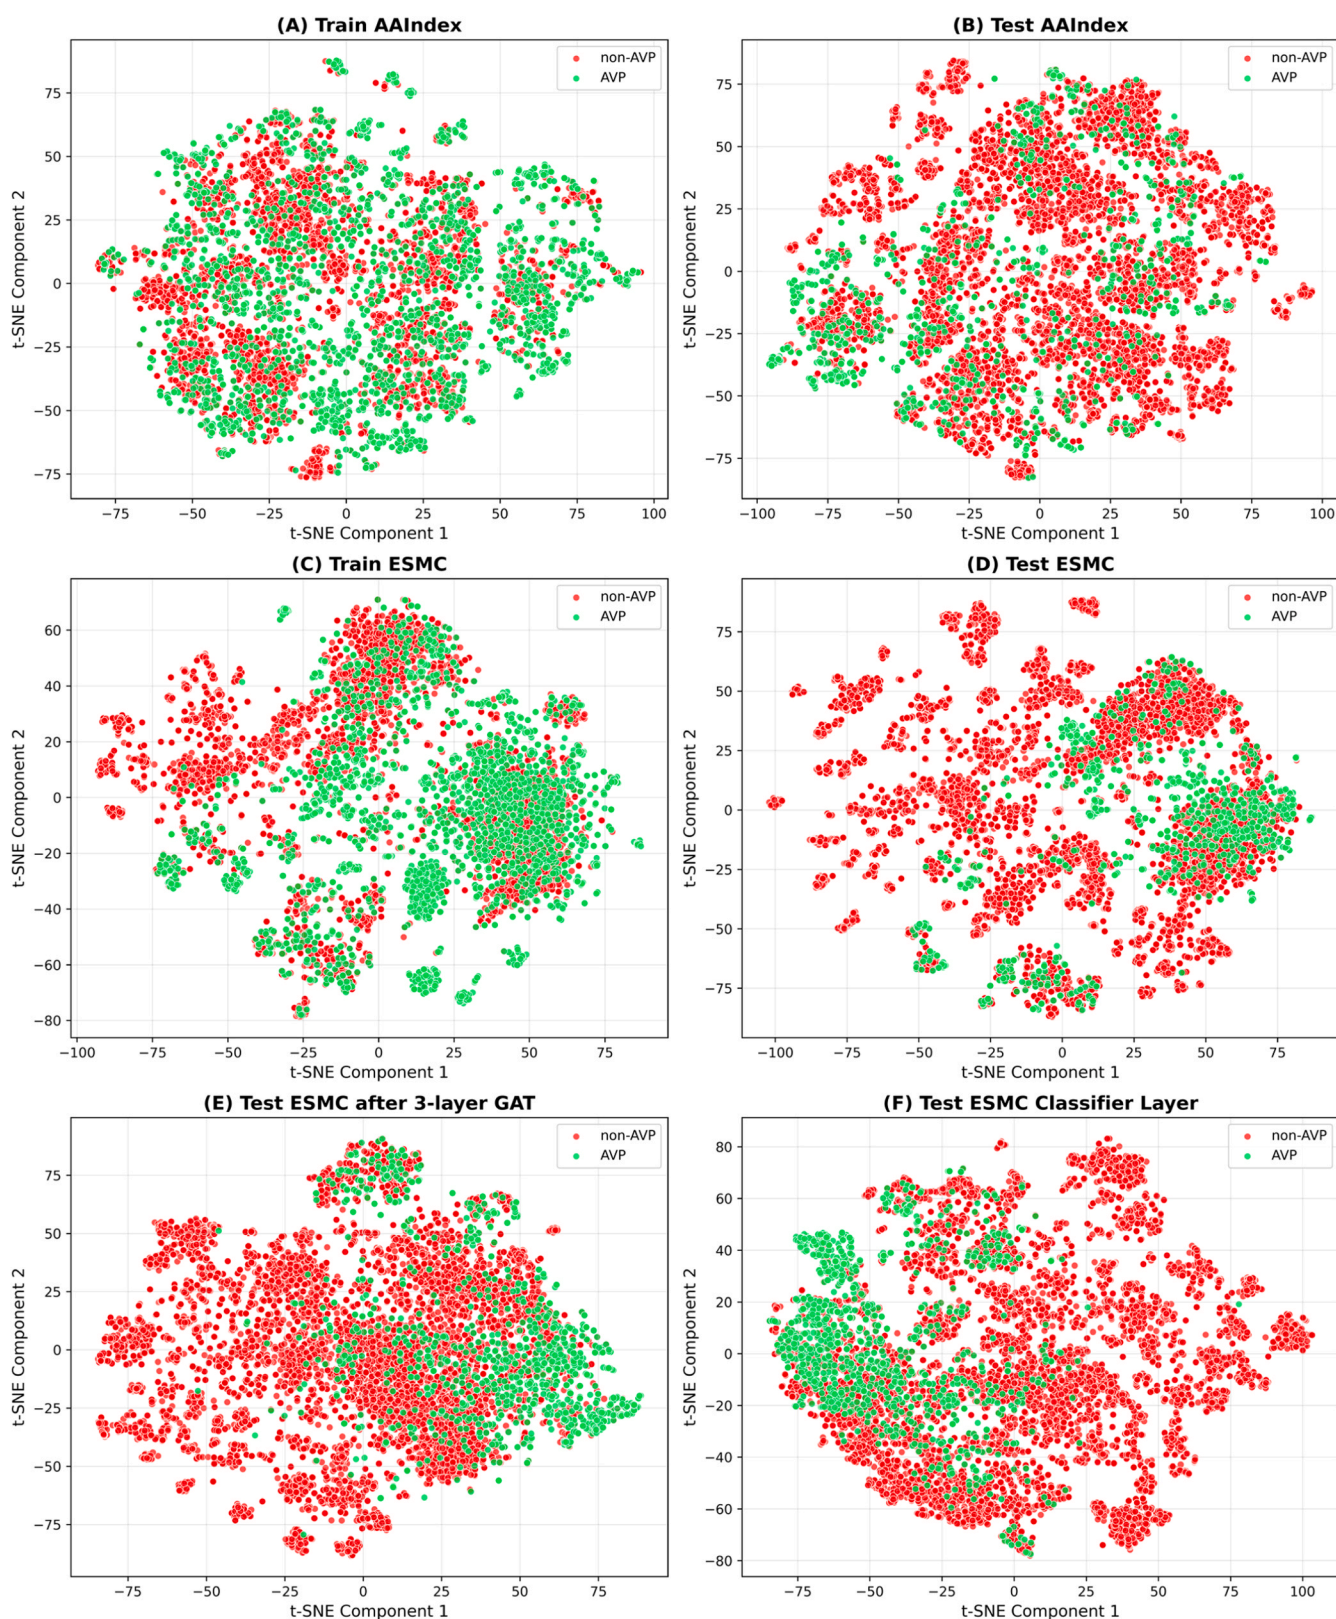 (A) Train AAIndex
non-AVP
AVP
75
50
25
0
−25
−50
−75
t-SNE Component 2
−75 −50 −25 0 25 50 75 100
t-SNE Component 1
(B) Test AAIndex
non-AVP
AVP
75
50
25
0
−25
−50
−75
t-SNE Component 2
−100 −75 −50 −25 0 25 50 75 100
t-SNE Component 1
(C) Train ESMC
non-AVP
AVP
60
40
20
0
−20
−40
−60
−80
t-SNE Component 2
−100 −75 −50 −25 0 25 50 75
t-SNE Component 1
(D) Test ESMC
non-AVP
AVP
75
50
25
0
−25
−50
−75
t-SNE Component 2
−100 −75 −50 −25 0 25 50 75
t-SNE Component 1
(E) Test ESMC after 3-layer GAT
non-AVP
AVP
75
50
25
0
−25
−50
−75
t-SNE Component 2
−75 −50 −25 0 25 50 75
t-SNE Component 1
(F) Test ESMC Classifier Layer
non-AVP
AVP
80
60
40
20
0
−20
−40
−60
−80
t-SNE Component 2
−75 −50 −25 0 25 50 75 100
t-SNE Component 1